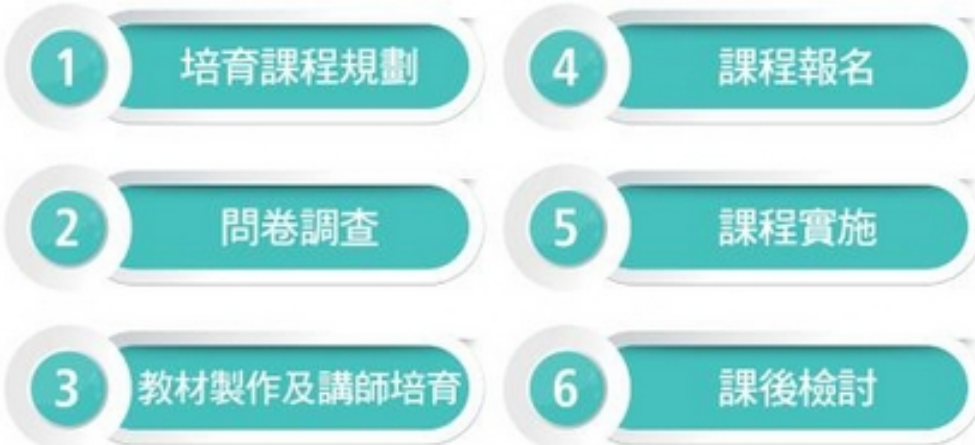 1 培育課程規劃
2 問卷調查
3 教材製作及講師培育
4 課程報名
5 課程實施
6 課後檢討